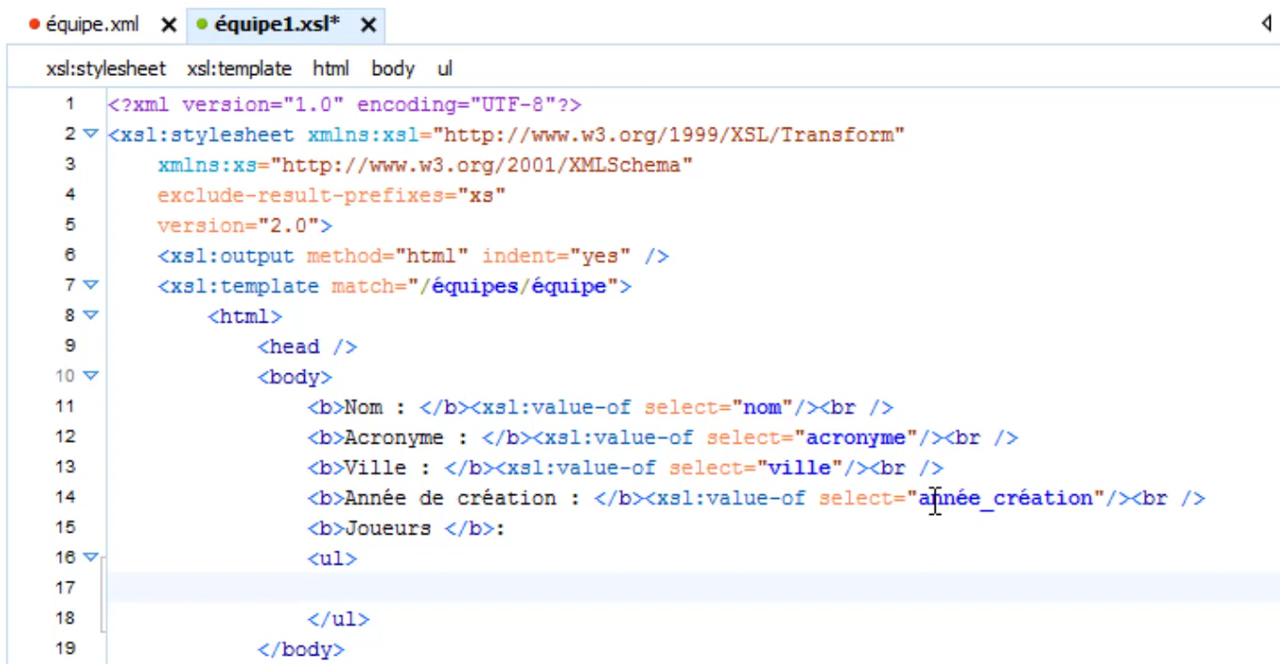 équipe.xml équipe1.xsl*
xsl:stylesheet xsl:template html body ul
1 <?xml version="1.0" encoding="UTF-8"?>
2 <xsl:stylesheet xmlns:xsl="http://www.w3.org/1999/XSL/Transform"
3 xmlns:xs="http://www.w3.org/2001/XMLSchema"
4 exclude-result-prefixes="xs"
5 version="2.0">
6 <xsl:output method="html" indent="yes" />
7 <xsl:template match="/équipes/équipe">
8 <html>
9 <head />
10 <body>
11 <b>Nom : </b><xsl:value-of select="nom"/><br />
12 <b>Acronyme : </b><xsl:value-of select="acronyme"/><br />
13 <b>Ville : </b><xsl:value-of select="ville"/><br />
14 <b>Année de création : </b><xsl:value-of select="année_création"/><br />
15 <b>Joueurs </b>:
16 <ul>
17
18 </ul>
19 </body>